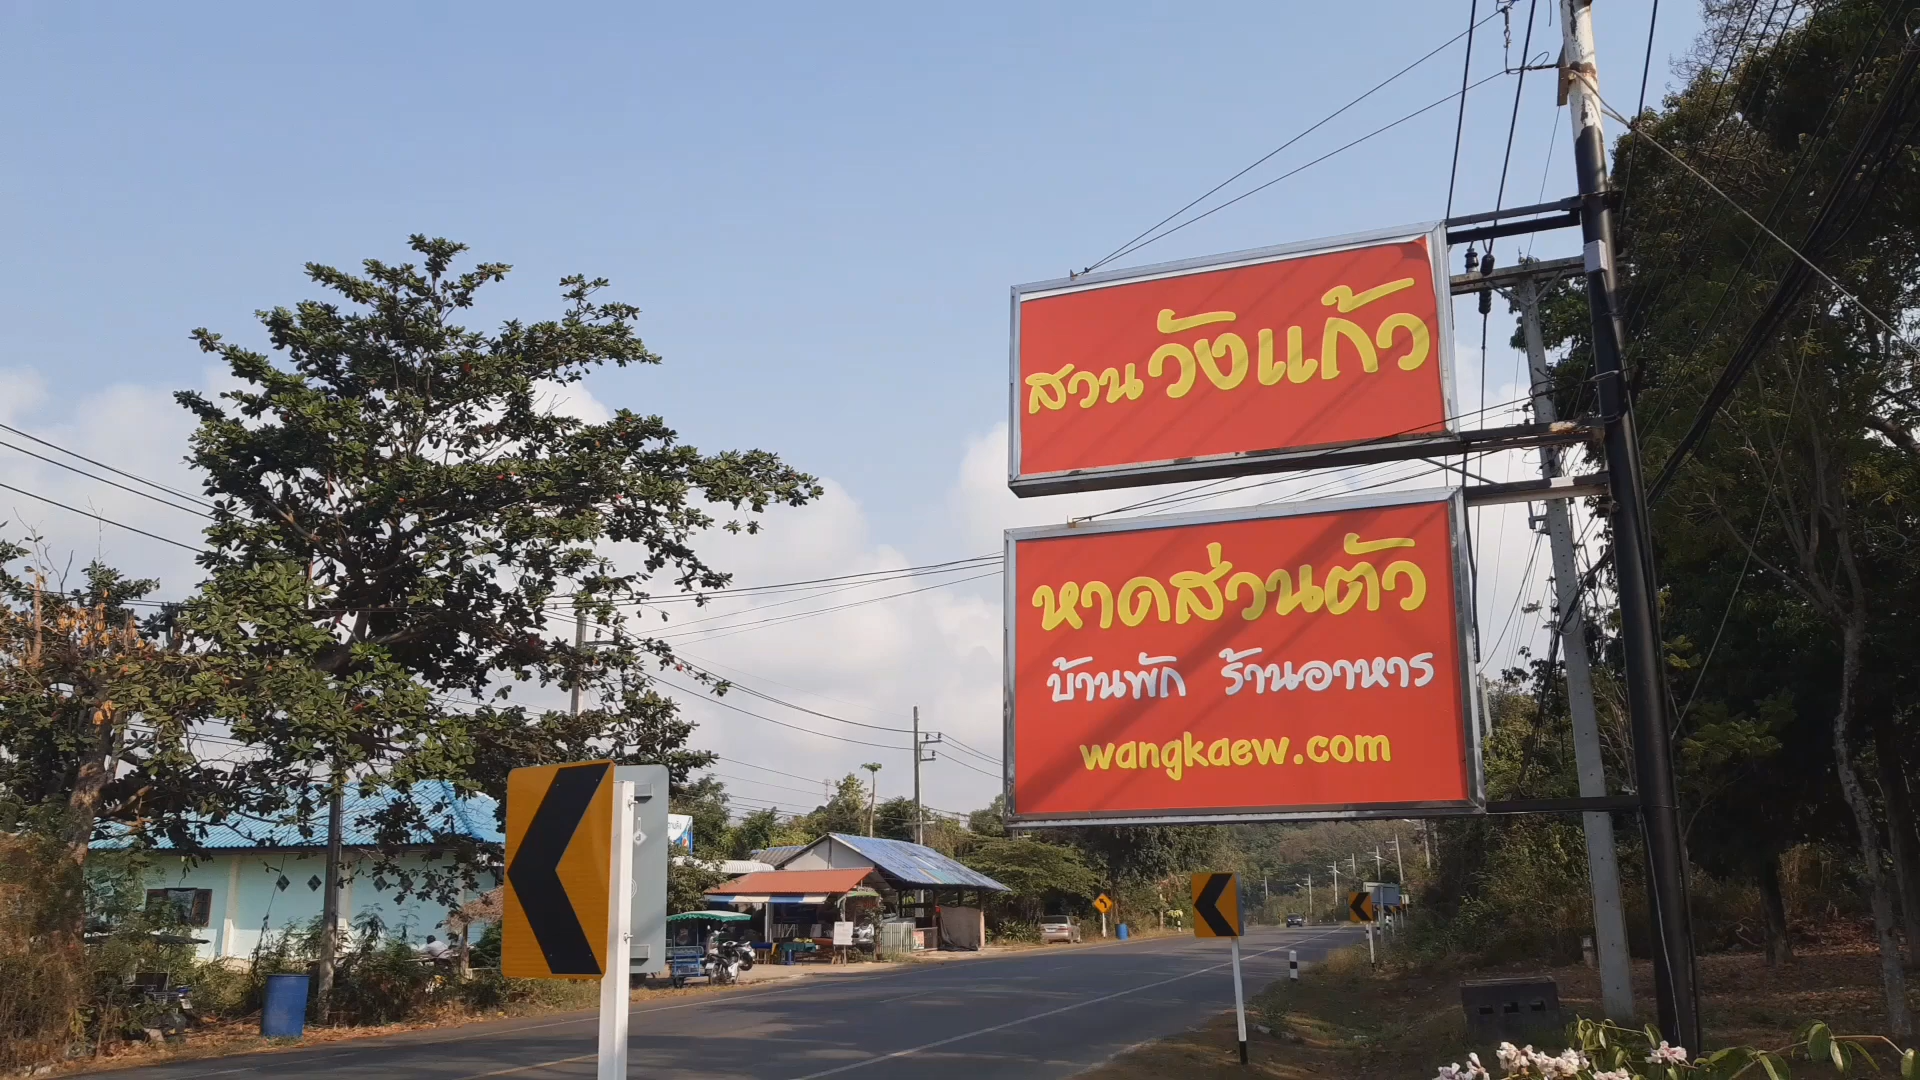 สวนวังแก้ว
หาดส่วนตัว
บ้านพัก ร้านอาหาร
wangkaew.com